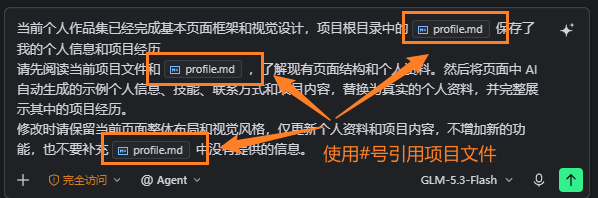 当前个人作品集已经完成基本页面框架和视觉设计，项目根目录中的 profile.md 保存了
我的个人信息和项目经历
请先阅读当前项目文件和 profile.md ，了解现有页面结构和个人资料。然后将页面中 AI
自动生成的示例个人信息、技能、联系方式和项目内容，替换为真实的个人资料，并完整展
示其中的项目经历。
修改时请保留当前页面整体布局和视觉风格，仅更新个人资料和项目内容，不增加新的功
能，也不要补充 profile.md 中没有提供的信息。
使用#号引用项目文件
完全访问 @ Agent GLM-5.3-Flash